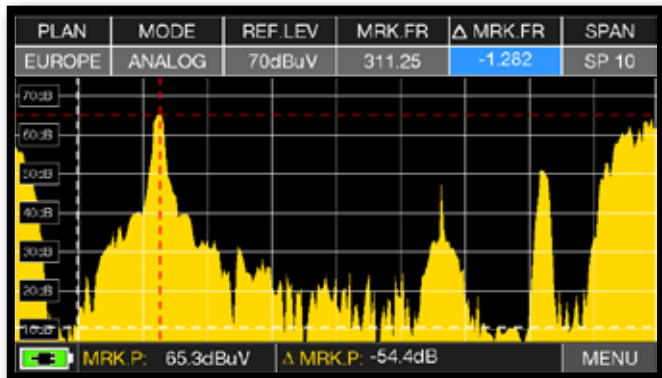 PLAN MODE REF.LEV MRK.FR Δ MRK.FR SPAN
EUROPE ANALOG 70dBuV 311,25 -1.282 SP 10
70dB
60dB
50dB
40dB
30dB
20dB
10dB
MRK.P: 65.3dBuV Δ MRK.P: -54.4dB MENU